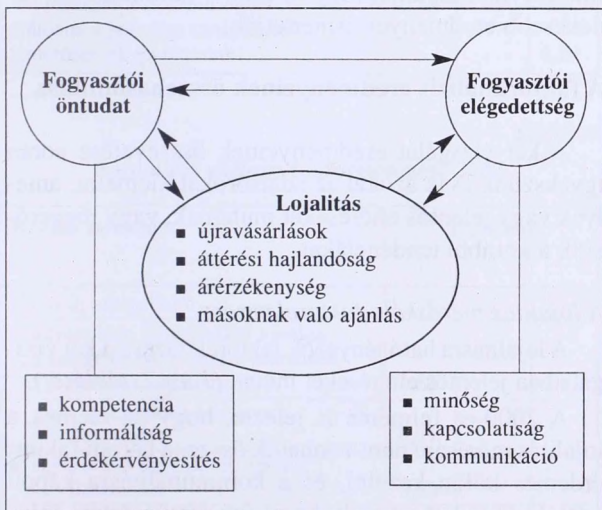 Fogyasztói
öntudat
Fogyasztói
elégedettség
Lojalitás
▪ újravásárlások
▪ áttérési hajlandóság
▪ árérzékenység
▪ másoknak való ajánlás
▪ kompetencia
▪ informáltság
▪ érdekérvényesítés
▪ minőség
▪ kapcsolatiság
▪ kommunikáció